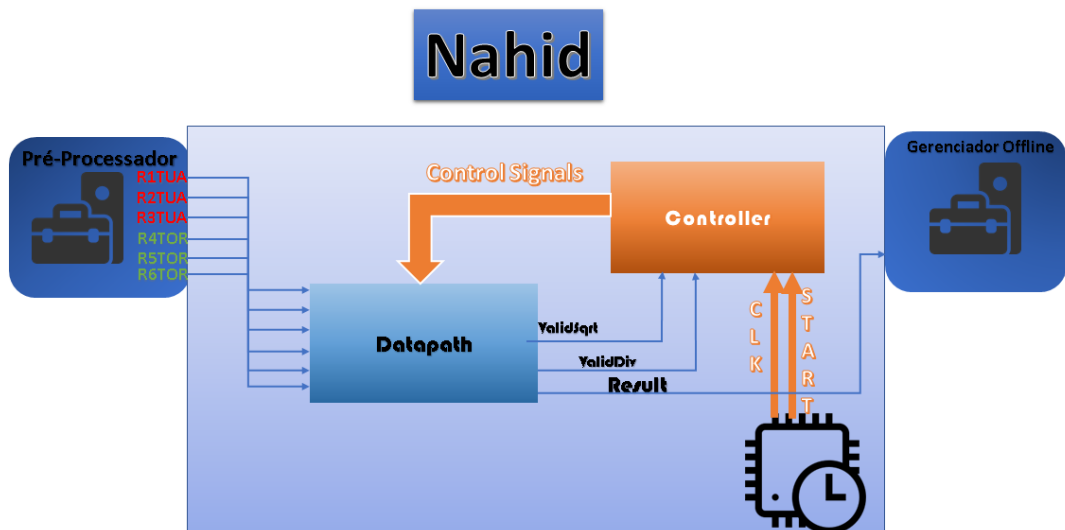 Nahid
Pré-Processador
R1TUA
R2TUA
R3TUA
R4TOR
R5TOR
R6TOR
Control Signals
Controller
Gerenciador Offline
Datapath
ValidSqrt
ValidDiv
Result
CLK
START